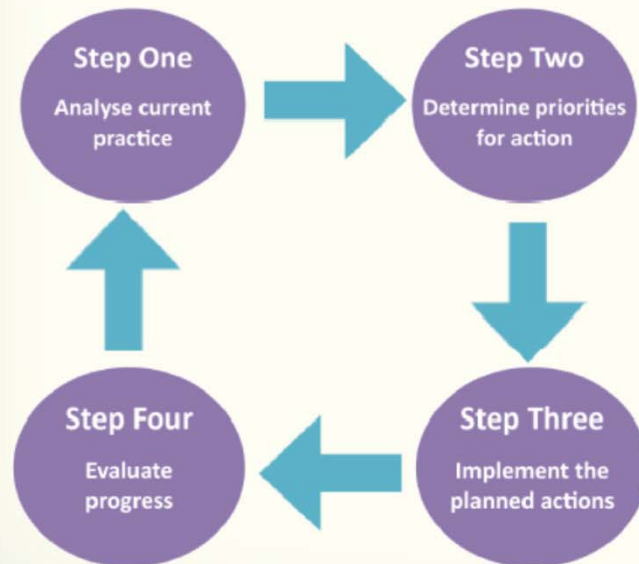 Step One
Analyse current
practice
Step Two
Determine priorities
for action
Step Three
Implement the
planned actions
Step Four
Evaluate
progress